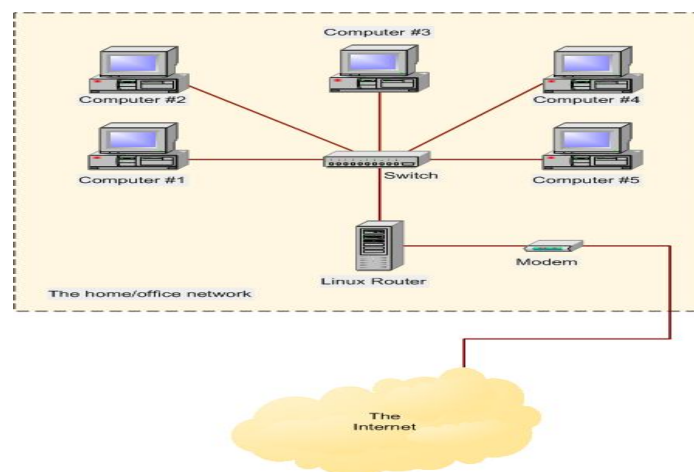 Computer #3
Computer #2
Computer #4
Computer #1
Switch
Computer #5
Linux Router
Modem
The home/office network
The
Internet